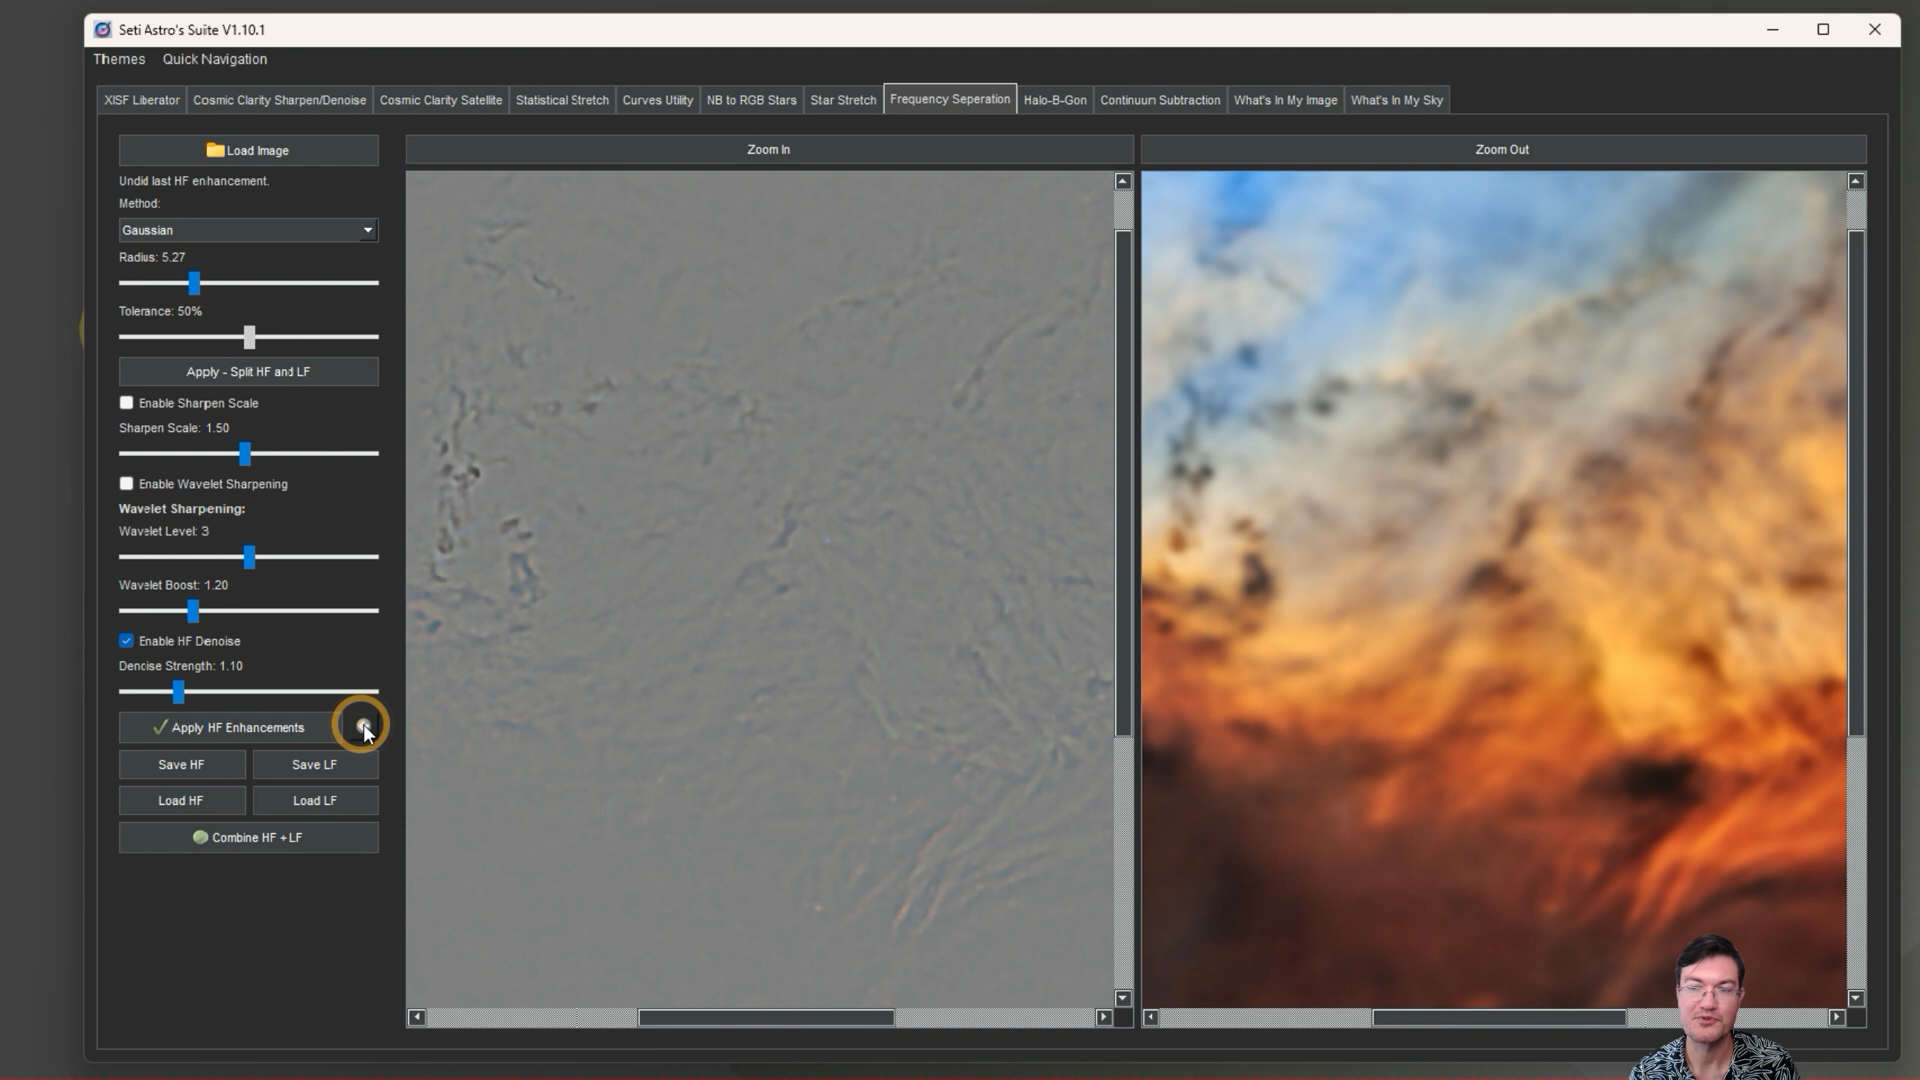 Seti Astro's Suite V1.10.1
Themes Quick Navigation
XISF Liberator Cosmic Clarity Sharpen/Denoise Cosmic Clarity Satellite Statistical Stretch Curves Utility NB to RGB Stars Star Stretch Frequency Seperation Halo-B-Gon Continuum Subtraction What's In My Image What's In My Sky
Load Image
Zoom In
Zoom Out
Undid last HF enhancement.
Method:
Gaussian
Radius: 5.27
Tolerance: 50%
Apply - Split HF and LF
Enable Sharpen Scale
Sharpen Scale: 1.50
Enable Wavelet Sharpening
Wavelet Sharpening:
Wavelet Level: 3
Wavelet Boost: 1.20
Enable HF Denoise
Denoise Strength: 1.10
Apply HF Enhancements
Save HF Save LF
Load HF Load LF
Combine HF + LF